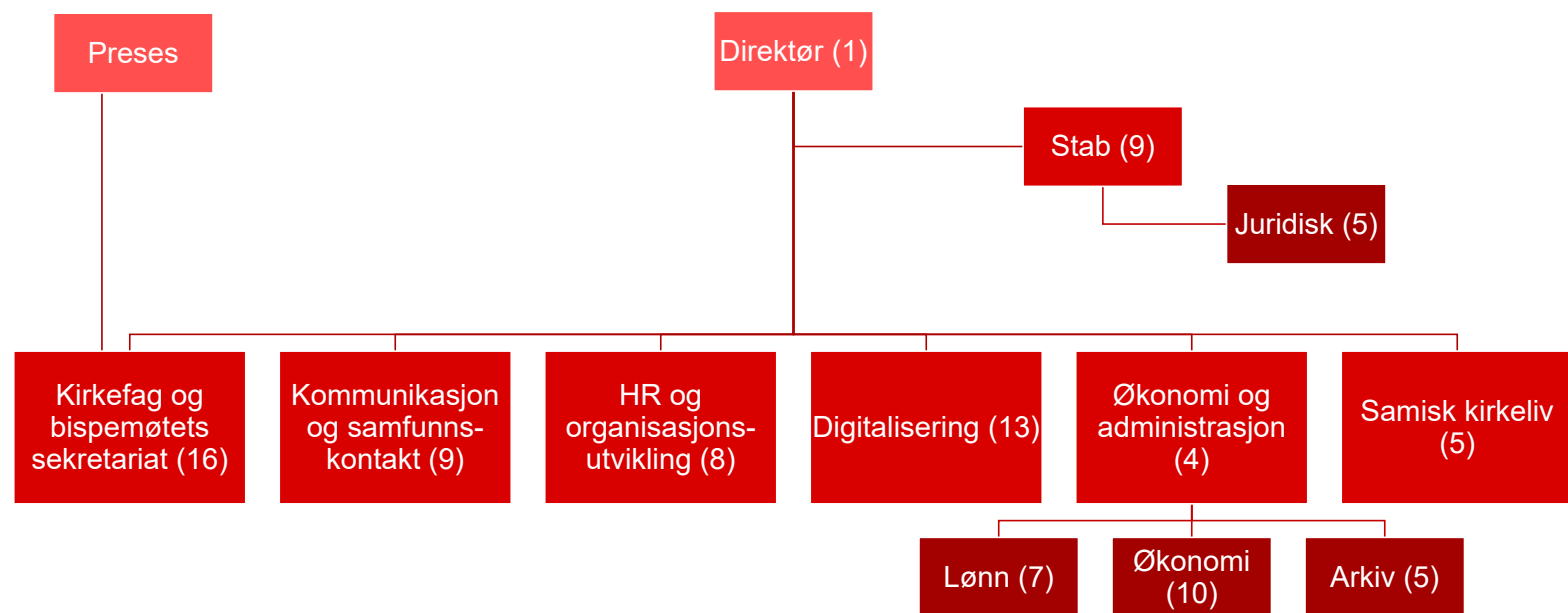 Preses
Direktør (1)
Stab (9)
Juridisk (5)
Kirkefag og
bispemøtets
sekretariat (16)
Kommunikasjon
og samfunns-
kontakt (9)
HR og
organisasjons-
utvikling (8)
Digitalisering (13)
Økonomi og
administrasjon
(4)
Samisk kirkeliv
(5)
Lønn (7)
Økonomi
(10)
Arkiv (5)